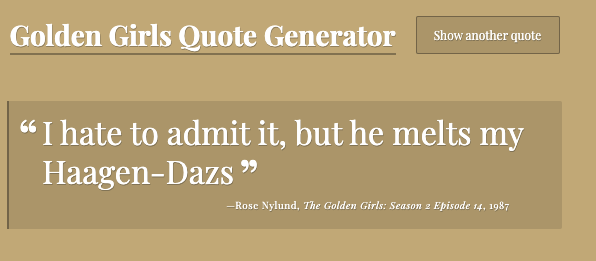 Golden Girls Quote Generator
Show another quote
“ I hate to admit it, but he melts my
Haagen-Dazs ”
—Rose Nylund, The Golden Girls: Season 2 Episode 14, 1987